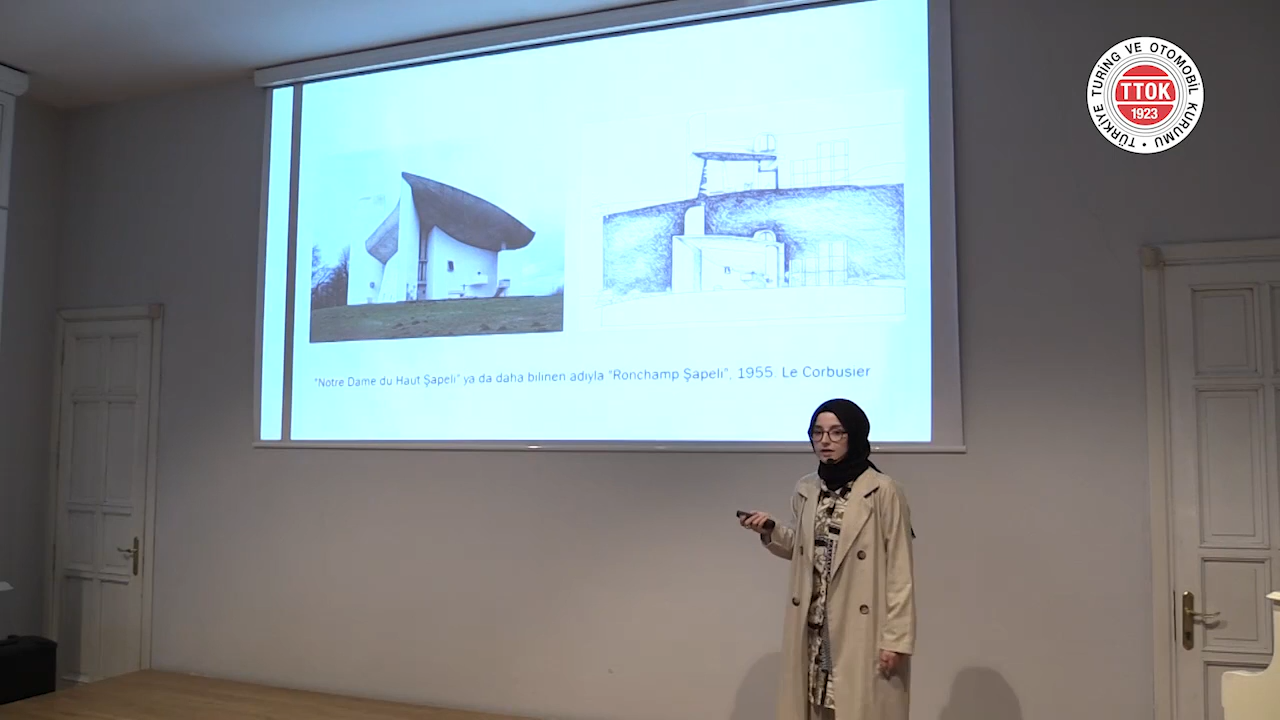 "Notre Dame du Haut Şapeli" ya da daha bilinen adıyla "Ronchamp Şapeli", 1955. Le Corbusier
TÜRKİYE TURİNG VE OTOMOBİL KURUMU •
TTOK
1923